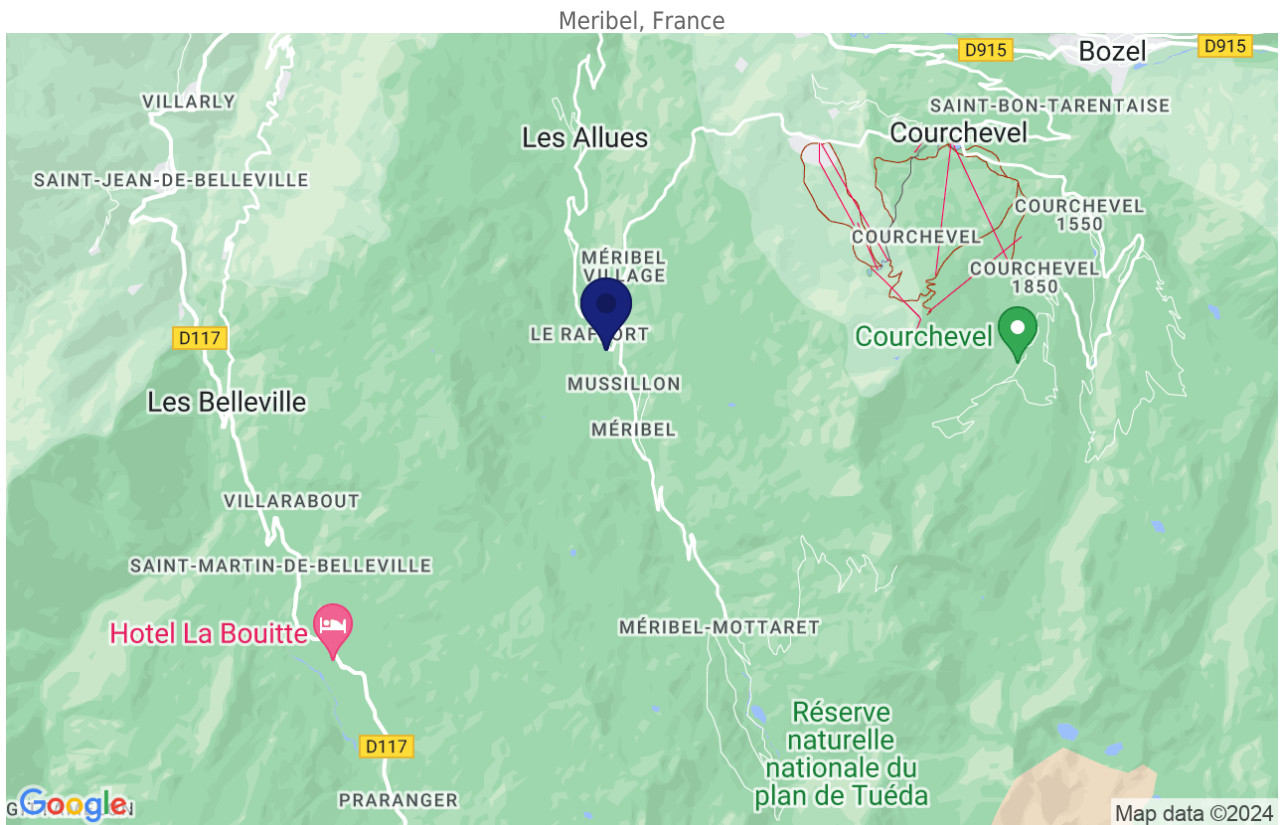 Meribel, France
D915
Bozel
D915
VILLARLY
SAINT-BON-TARENTAISE
Les Allues
Courchevel
SAINT-JEAN-DE-BELLEVILLE
COURCHEVEL
1550
COURCHEVEL
MÉRIBEL
VILLAGE
COURCHEVEL
1850
D117
LE RAFFORT
Courchevel
MUSSILLON
Les Belleville
MÉRIBEL
VILLARABOUT
SAINT-MARTIN-DE-BELLEVILLE
Hotel La Bouitte
MÉRIBEL-MOTTARET
Réserve
naturelle
nationale du
plan de Tuéda
D117
PRARANGER
Google
Map data ©2024